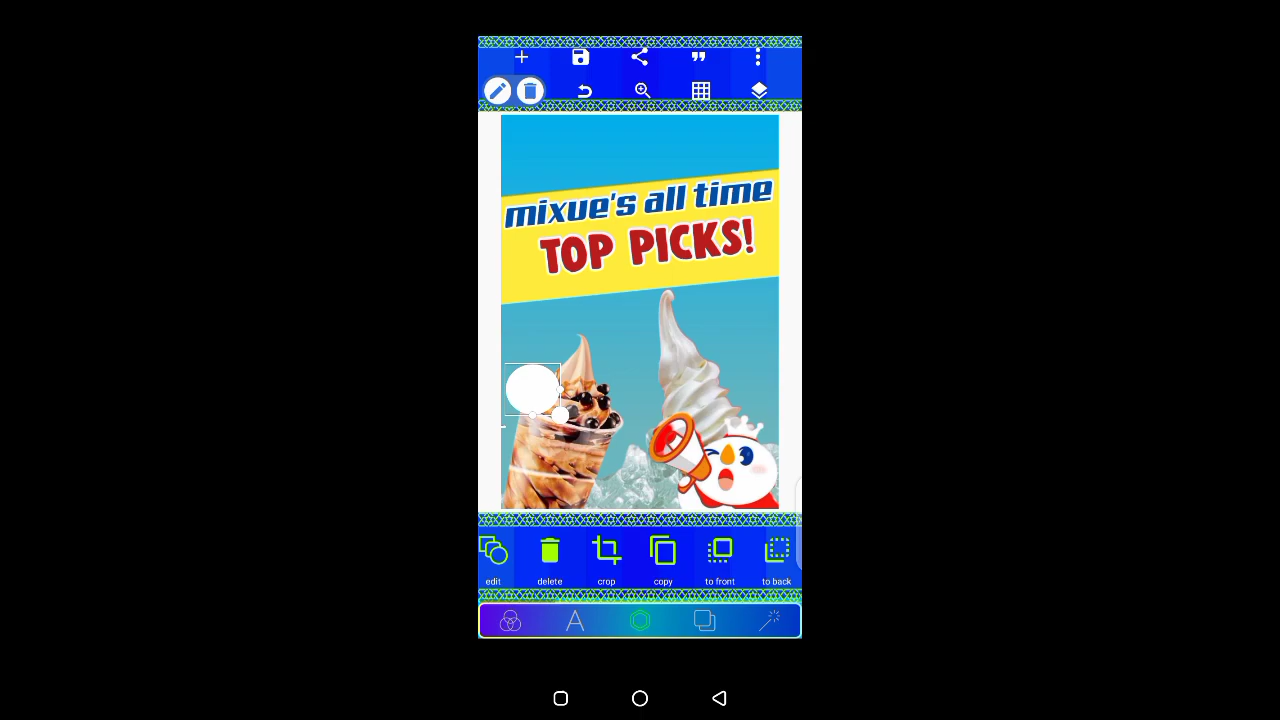 mixue's all time
TOP PICKS!
edit
delete
crop
copy
to front
to back